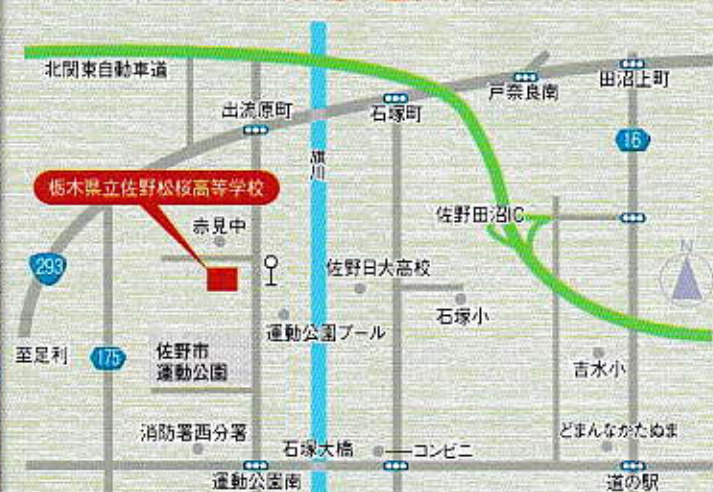 北関東自動車道
出流原町
石塚町
戸奈良南
田沼上町
16
旗川
栃木県立佐野松桜高等学校
赤見中
佐野田沼IC
N
293
佐野日大高校
石塚小
運動公園プール
至足利
175
佐野市
運動公園
吉水小
消防署西分署
石塚大橋
コンビニ
どまんなかたぬま
運動公園南
道の駅